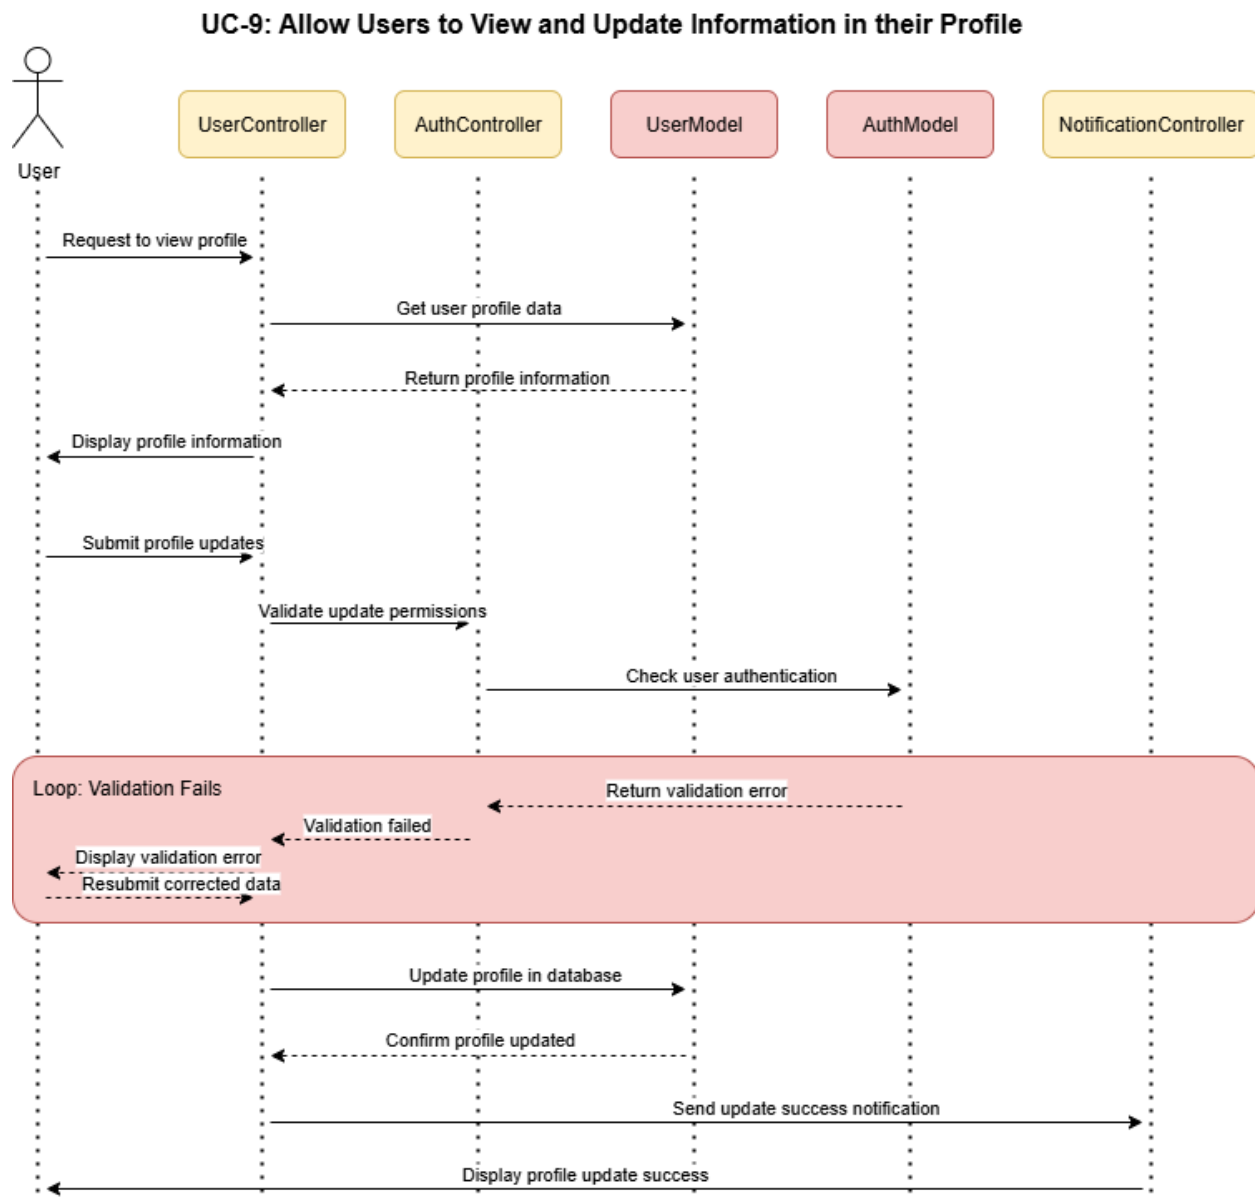 UC-9: Allow Users to View and Update Information in their Profile
User
UserController
AuthController
UserModel
AuthModel
NotificationController
Request to view profile
Get user profile data
Return profile information
Display profile information
Submit profile updates
Validate update permissions
Check user authentication
Loop: Validation Fails
Return validation error
Validation failed
Display validation error
Resubmit corrected data
Update profile in database
Confirm profile updated
Send update success notification
Display profile update success